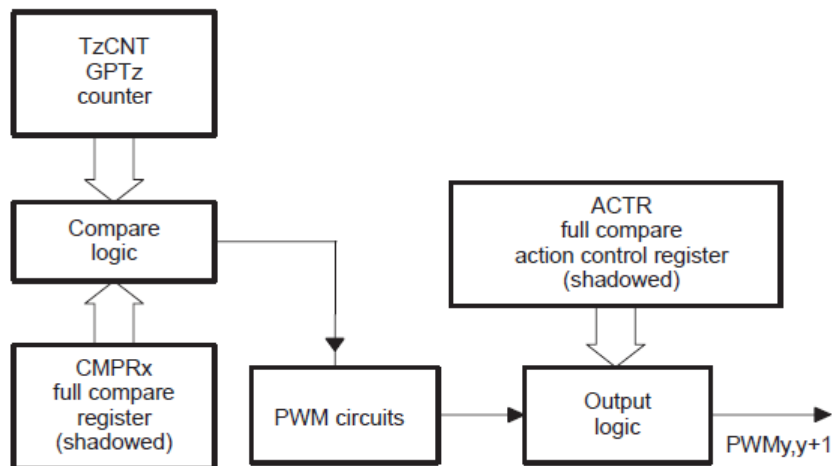 TzCNT
GPTz
counter
Compare
logic
CMPRx
full compare
register
(shadowed)
PWM circuits
ACTR
full compare
action control register
(shadowed)
Output
logic
PWMy,y+1